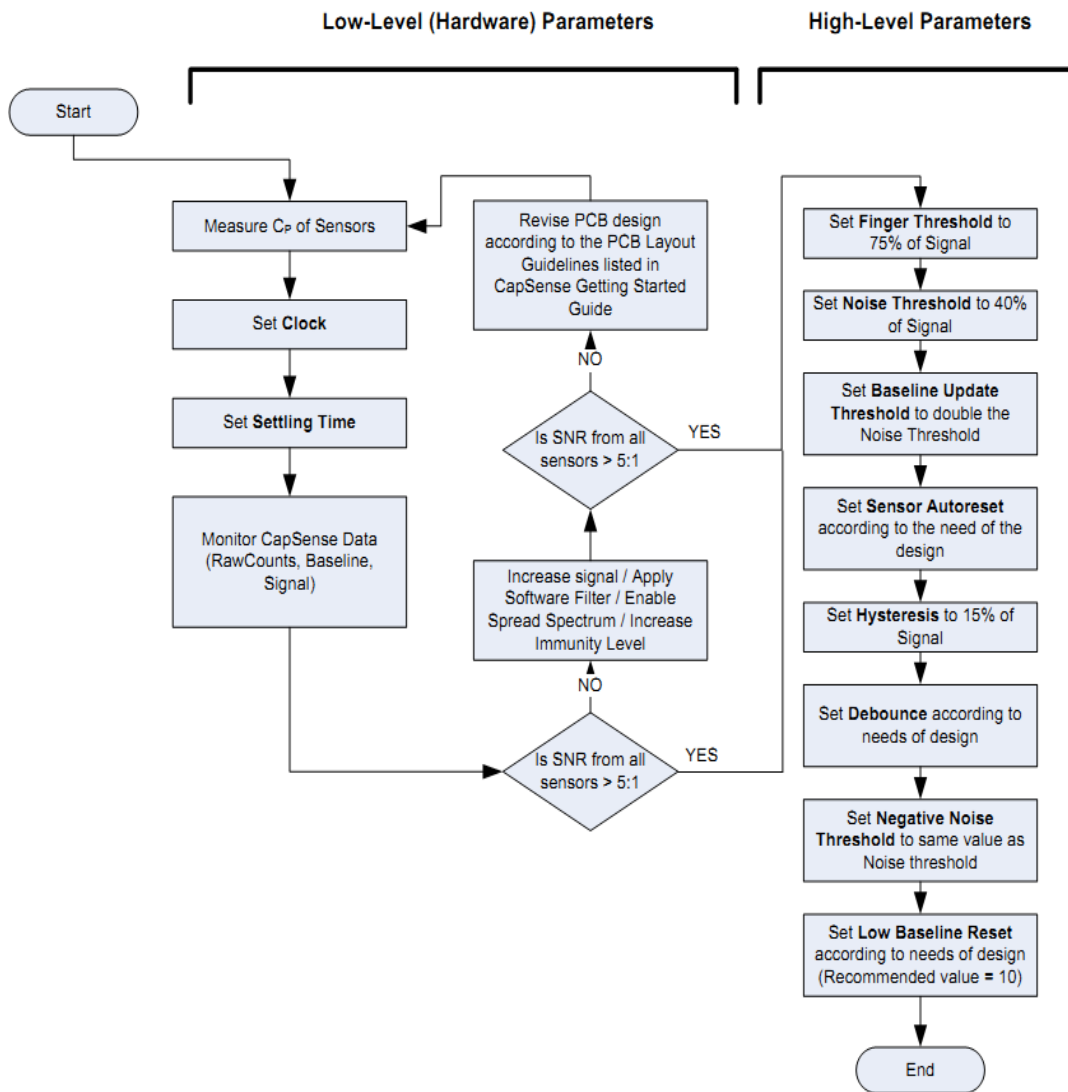 Low-Level (Hardware) Parameters
High-Level Parameters
Start
Measure CP of Sensors
Set Clock
Set Settling Time
Monitor CapSense Data
(RawCounts, Baseline,
Signal)
Revise PCB design
according to the PCB Layout
Guidelines listed in
CapSense Getting Started
Guide
NO
Is SNR from all
sensors > 5:1
YES
Increase signal / Apply
Software Filter / Enable
Spread Spectrum / Increase
Immunity Level
NO
Is SNR from all
sensors > 5:1
YES
Set Finger Threshold to
75% of Signal
Set Noise Threshold to 40%
of Signal
Set Baseline Update
Threshold to double the
Noise Threshold
Set Sensor Autoreset
according to the need of the
design
Set Hysteresis to 15% of
Signal
Set Debounce according to
needs of design
Set Negative Noise
Threshold to same value as
Noise threshold
Set Low Baseline Reset
according to needs of design
(Recommended value = 10)
End